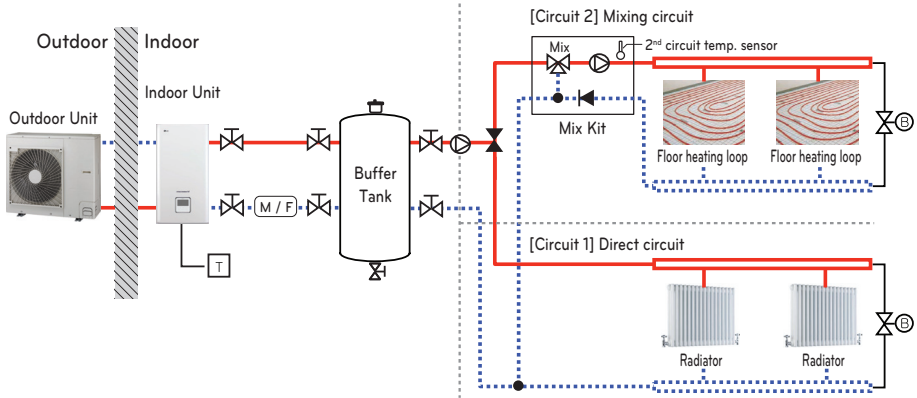 [Circuit 2] Mixing circuit
Outdoor
Indoor
Mix
2nd circuit temp. sensor
Indoor Unit
Outdoor Unit
Mix Kit
B
Floor heating loop
Floor heating loop
Buffer
Tank
M / F
T
[Circuit 1] Direct circuit
B
Radiator
Radiator